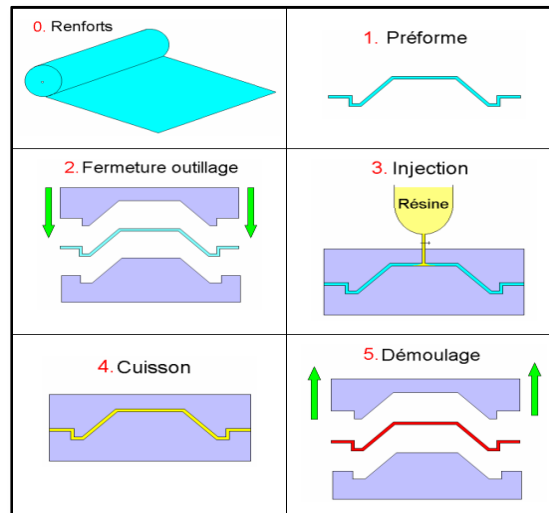 0. Renforts
1. Préforme
2. Fermeture outillage
3. Injection
Résine
4. Cuisson
5. Démoulage